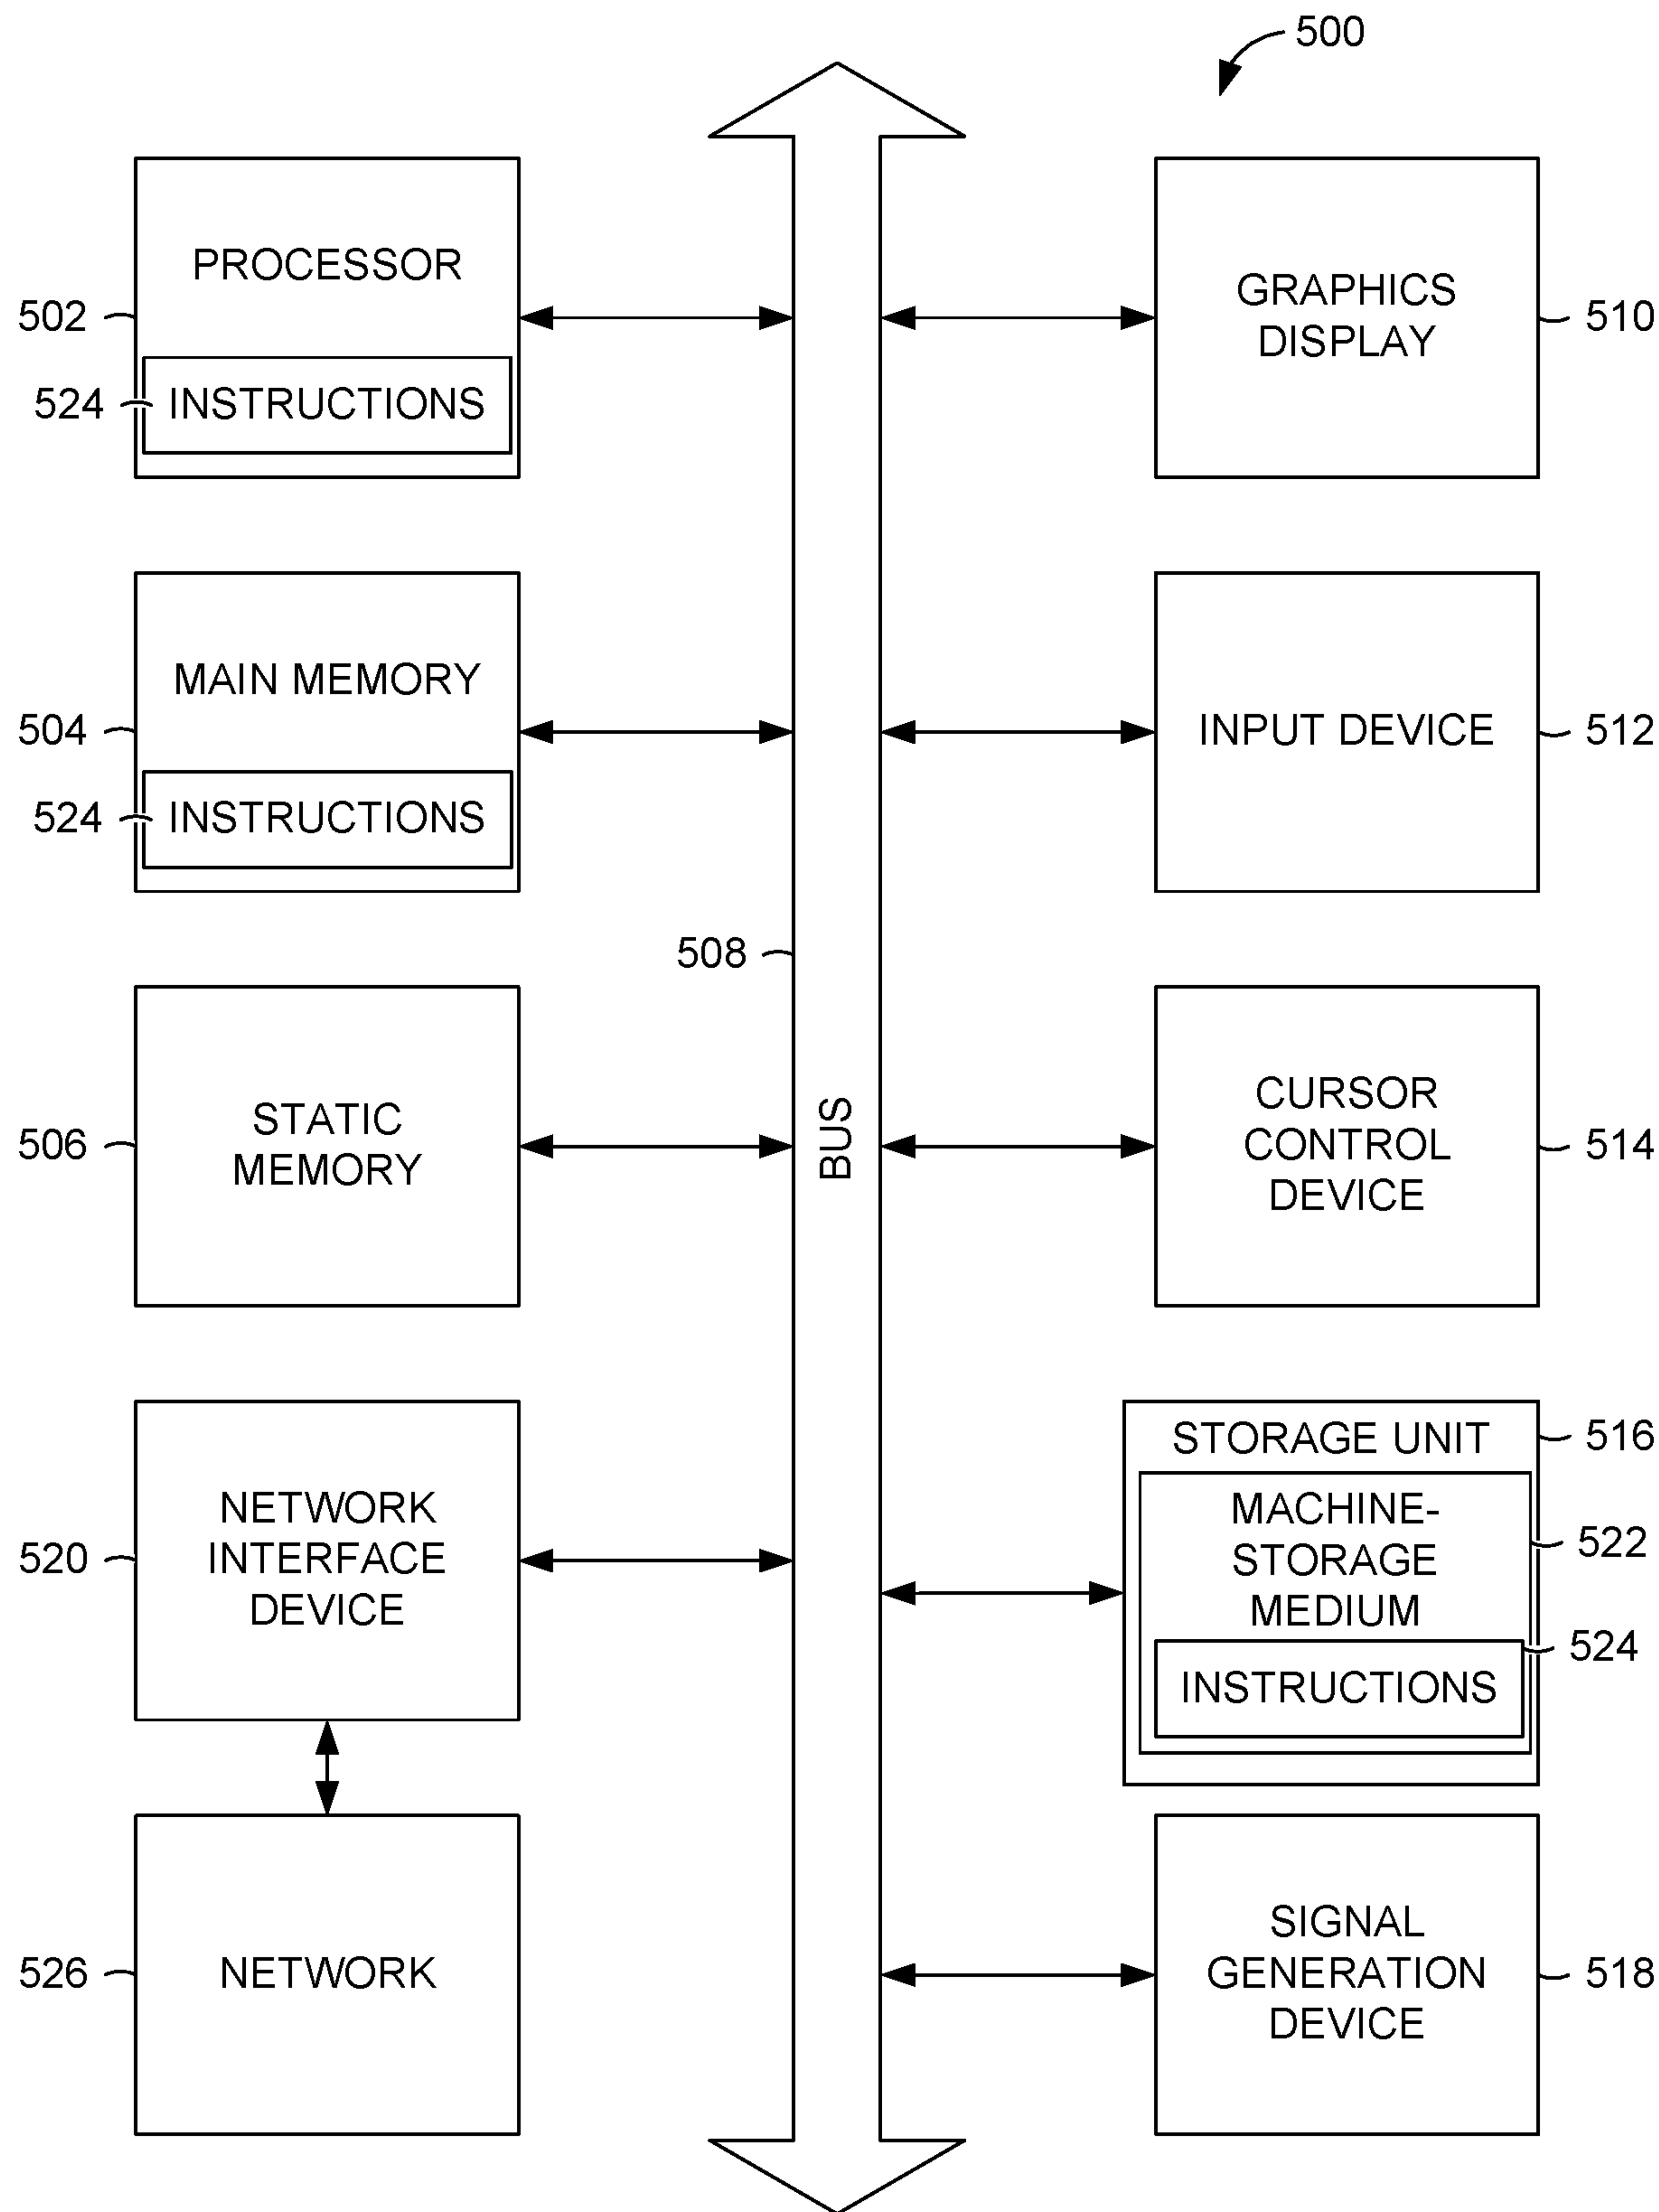 500
PROCESSOR
502
524
INSTRUCTIONS
MAIN MEMORY
504
524
INSTRUCTIONS
508
STATIC
MEMORY
506
NETWORK
INTERFACE
DEVICE
520
NETWORK
526
BUS
GRAPHICS
DISPLAY
510
INPUT DEVICE
512
CURSOR
CONTROL
DEVICE
514
STORAGE UNIT
516
MACHINE-
STORAGE
MEDIUM
522
524
INSTRUCTIONS
SIGNAL
GENERATION
DEVICE
518